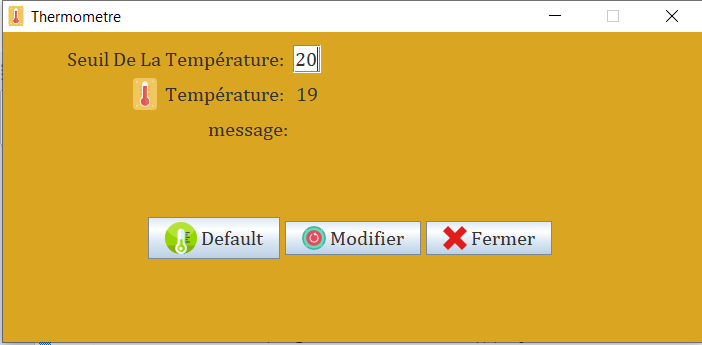 Thermometre
Seuil De La Température: 20
Température: 19
message:
Default Modifier Fermer